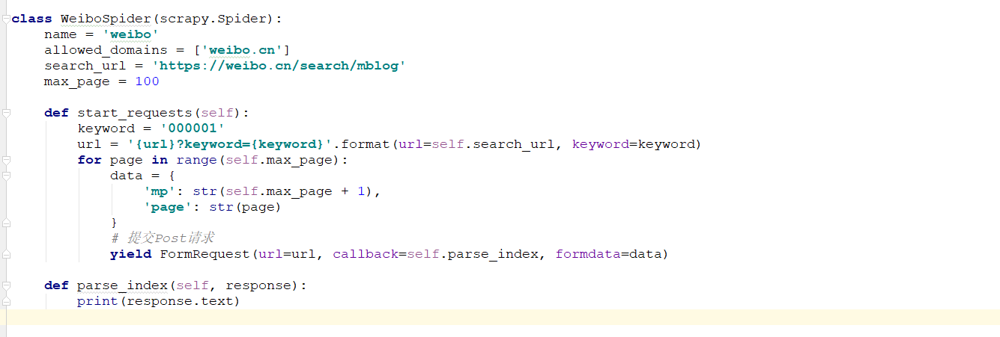 class WeiboSpider(scrapy.Spider):
    name = 'weibo'
    allowed_domains = ['weibo.cn']
    search_url = 'https://weibo.cn/search/mblog'
    max_page = 100
    def start_requests(self):
        keyword = '000001'
        url = '{url}?keyword={keyword}'.format(url=self.search_url, keyword=keyword)
        for page in range(self.max_page):
            data = {
                'mp': str(self.max_page + 1),
                'page': str(page)
            }
            # 提交Post请求
            yield FormRequest(url=url, callback=self.parse_index, formdata=data)
    def parse_index(self, response):
        print(response.text)